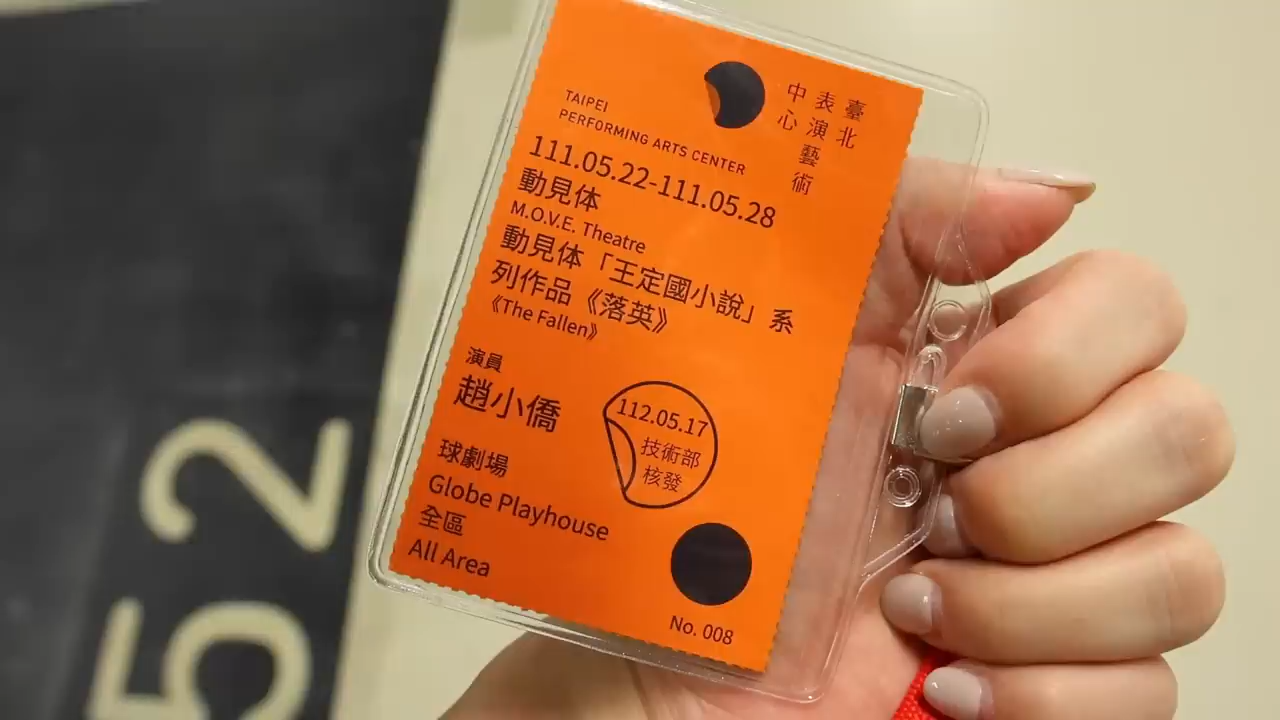 臺北
表演藝術
中心
TAIPEI
PERFORMING ARTS CENTER
111.05.22-111.05.28
動見体
M.O.V.E. Theatre
動見体「王定國小說」系
列作品《落英》
《The Fallen》
演員
趙小僑
112.05.17
技術部
核發
球劇場
Globe Playhouse
全區
All Area
No. 008
52